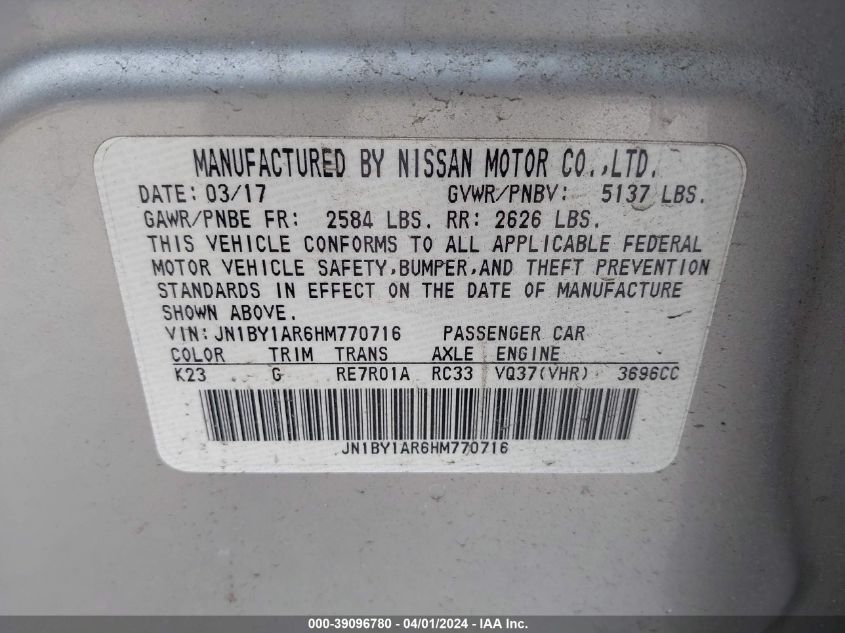 MANUFACTURED BY NISSAN MOTOR CO.,LTD.
DATE: 03/17 GVWR/PNBV: 5137 LBS.
GAWR/PNBE FR: 2584 LBS. RR: 2626 LBS.
THIS VEHICLE CONFORMS TO ALL APPLICABLE FEDERAL
MOTOR VEHICLE SAFETY,BUMPER,AND THEFT PREVENTION
STANDARDS IN EFFECT ON THE DATE OF MANUFACTURE
SHOWN ABOVE.
VIN: JN1BY1AR6HM770716 PASSENGER CAR
COLOR TRIM TRANS AXLE ENGINE
K23 G RE7R01A RC33 VQ37(VHR) 3696CC
JN1BY1AR6HM770716
000-39096780 - 04/01/2024 - IAA Inc.